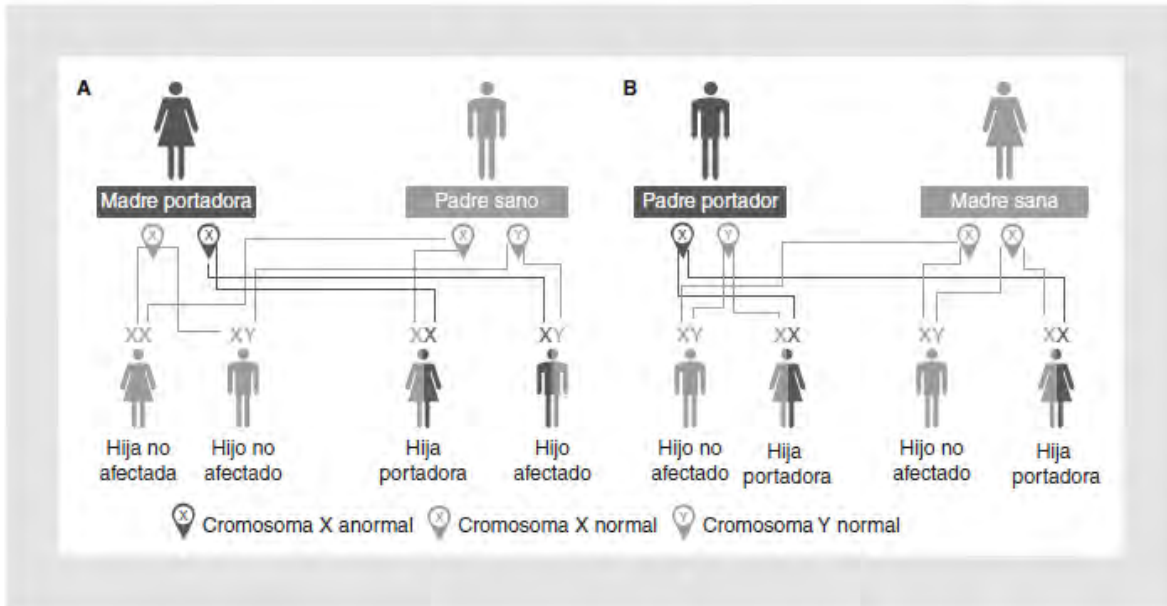 A
B
Madre portadora
Padre sano
Padre portador
Madre sana
X
X
X
Y
X
Y
X
X
XX
XY
XX
XY
XY
XX
XY
XX
Hija no
afectada
Hijo no
afectado
Hija
portadora
Hijo
afectado
Hijo no
afectado
Hija
portadora
Hijo no
afectado
Hija
portadora
X Cromosoma X anormal X Cromosoma X normal Y Cromosoma Y normal